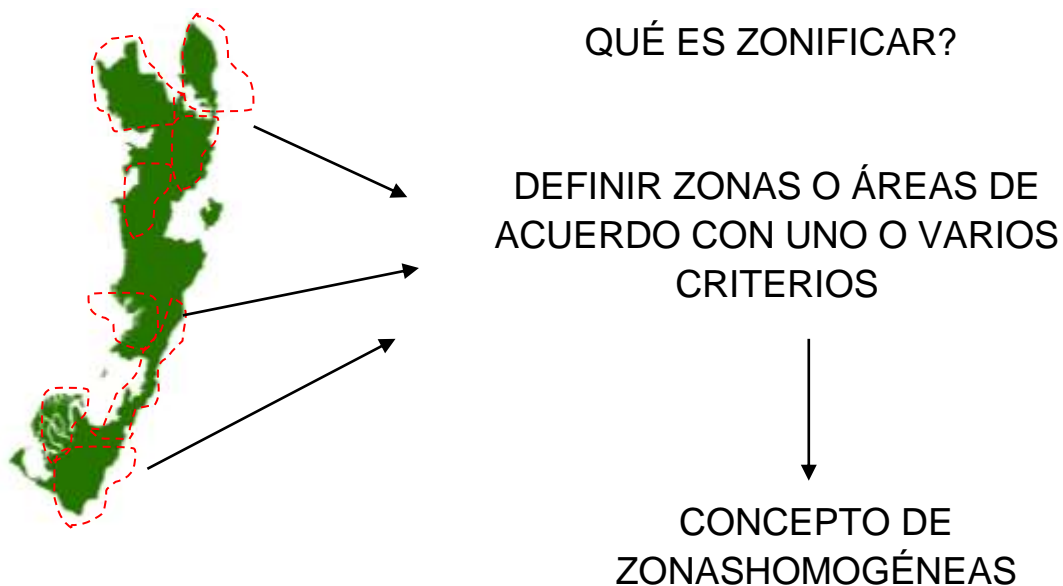 QUÉ ES ZONIFICAR?
DEFINIR ZONAS O ÁREAS DE
ACUERDO CON UNO O VARIOS
CRITERIOS
CONCEPTO DE
ZONASHOMOGÉNEAS